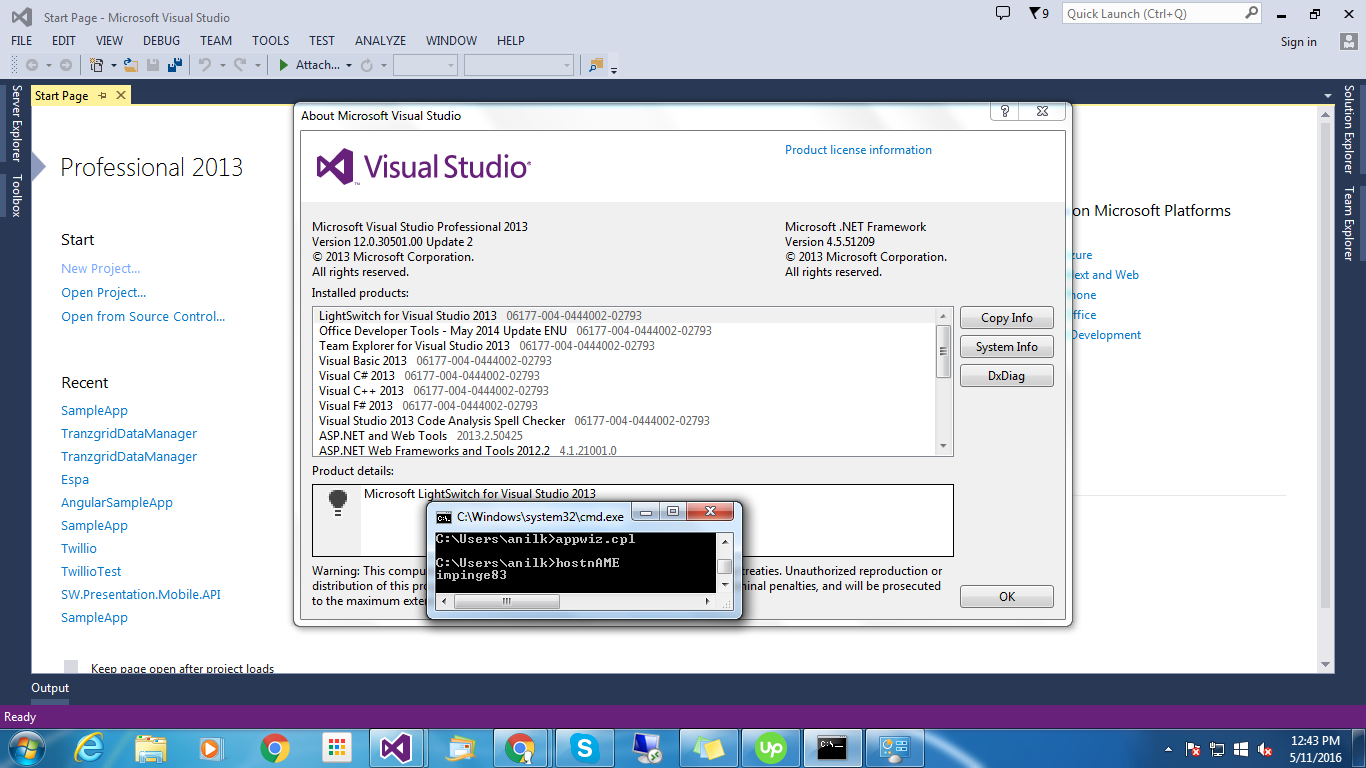 Start Page - Microsoft Visual Studio
9
Quick Launch (Ctrl+Q)
FILE EDIT VIEW DEBUG TEAM TOOLS TEST ANALYZE WINDOW HELP
Sign in
Attach...
Server Explorer
Toolbox
Start Page
Solution Explorer
Team Explorer
Professional 2013
Start
New Project...
Open Project...
Open from Source Control...
Recent
SampleApp
TranzgridDataManager
TranzgridDataManager
Espa
AngularSampleApp
SampleApp
Twillio
TwillioTest
SW.Presentation.Mobile.API
SampleApp
Keep page open after project loads
on Microsoft Platforms
zure
ext and Web
hone
ffice
Development
About Microsoft Visual Studio
?
Visual Studio
Product license information
Microsoft Visual Studio Professional 2013
Version 12.0.30501.00 Update 2
© 2013 Microsoft Corporation.
All rights reserved.
Microsoft .NET Framework
Version 4.5.51209
© 2013 Microsoft Corporation.
All rights reserved.
Installed products:
LightSwitch for Visual Studio 2013 06177-004-0444002-02793
Office Developer Tools - May 2014 Update ENU 06177-004-0444002-02793
Team Explorer for Visual Studio 2013 06177-004-0444002-02793
Visual Basic 2013 06177-004-0444002-02793
Visual C# 2013 06177-004-0444002-02793
Visual C++ 2013 06177-004-0444002-02793
Visual F# 2013 06177-004-0444002-02793
Visual Studio 2013 Code Analysis Spell Checker 06177-004-0444002-02793
ASP.NET and Web Tools 2013.2.50425
ASP.NET Web Frameworks and Tools 2012.2 4.1.21001.0
Copy Info
System Info
DxDiag
Product details:
Microsoft LightSwitch for Visual Studio 2013
Warning: This compu treaties. Unauthorized reproduction or
distribution of this pro minal penalties, and will be prosecuted
to the maximum exte
OK
C:\Windows\system32\cmd.exe
C:\Users\anilk>appwiz.cpl
C:\Users\anilk>hostnAME
impinge83
Output
Ready
Up
12:43 PM
5/11/2016